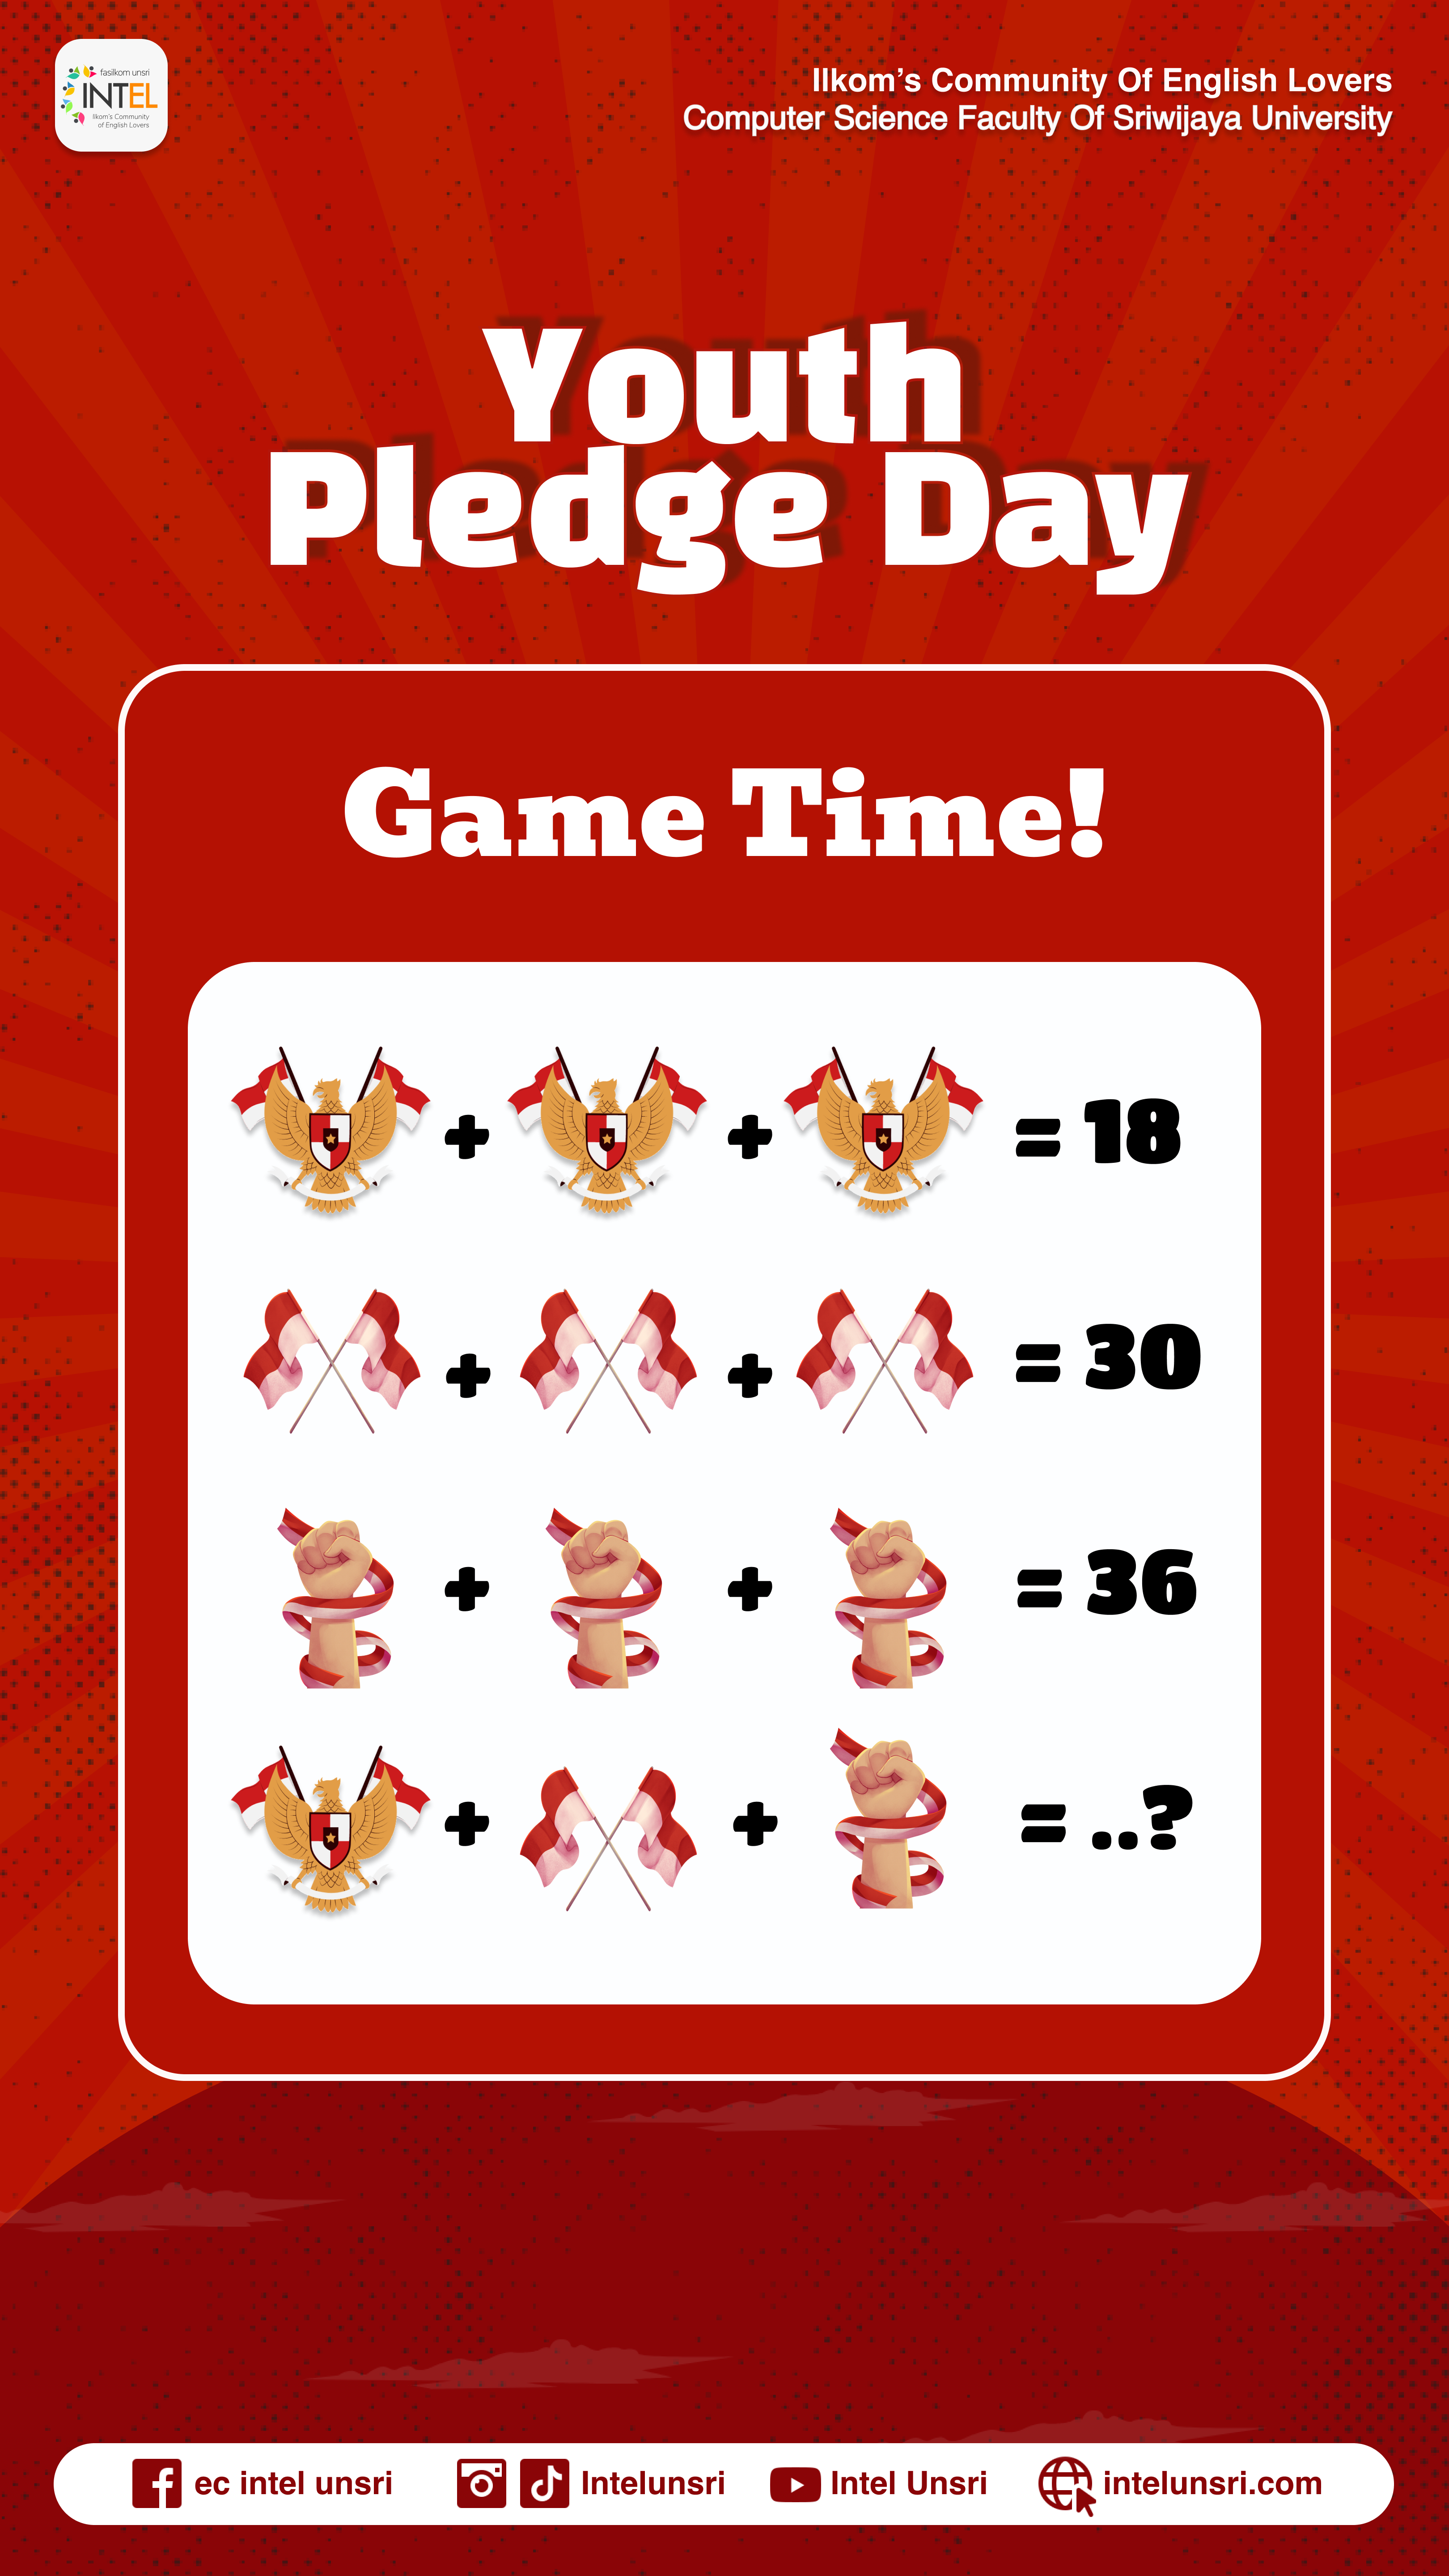 fasilkom unsri
INTEL
Ilkom's Community
of English Lovers
Ilkom's Community Of English Lovers
Computer Science Faculty Of Sriwijaya University
Youth
Pledge Day
Game Time!
+ + = 18
+ + = 30
+ + = 36
+ + = ..?
ec intel unsri Intelunsri Intel Unsri intelunsri.com